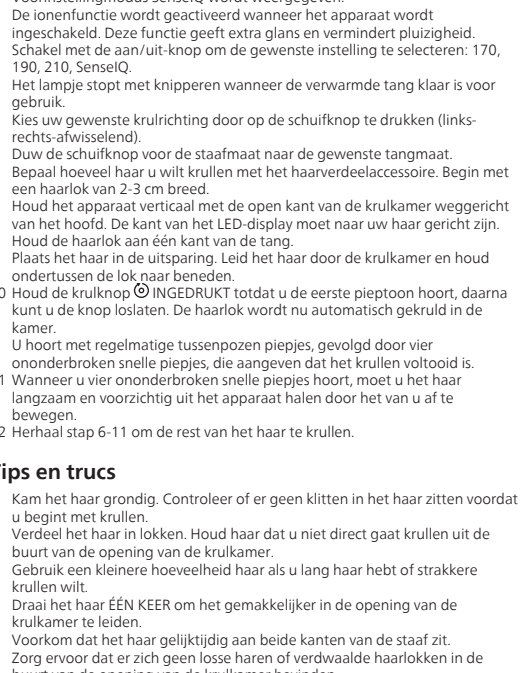 Voorinstellingmodus SenseIQ wordt weergegeven.
De ionenfunctie wordt geactiveerd wanneer het apparaat wordt
ingeschakeld. Deze functie geeft extra glans en vermindert pluizigheid.
Schakel met de aan/uit-knop om de gewenste instelling te selecteren: 170,
190, 210, SenseIQ.
Het lampje stopt met knipperen wanneer de verwarmde tang klaar is voor
gebruik.
Kies uw gewenste krulrichting door op de schuifknop te drukken (links-
rechts-afwisselend).
Duw de schuifknop voor de staafmaat naar de gewenste tangmaat.
Bepaal hoeveel haar u wilt krullen met het haarverdeelaccessoire. Begin met
een haarlok van 2-3 cm breed.
Houd het apparaat verticaal met de open kant van de krulkamer weggericht
van het hoofd. De kant van het LED-display moet naar uw haar gericht zijn.
Houd de haarlok aan één kant van de tang.
Plaats het haar in de uitsparing. Leid het haar door de krulkamer en houd
ondertussen de lok naar beneden.
0 Houd de krulknop INGEDRUKT totdat u de eerste pieptoon hoort, daarna
kunt u de knop loslaten. De haarlok wordt nu automatisch gekruld in de
kamer.
U hoort met regelmatige tussenpozen piepjes, gevolgd door vier
ononderbroken snelle piepjes, die aangeven dat het krullen voltooid is.
1 Wanneer u vier ononderbroken snelle piepjes hoort, moet u het haar
langzaam en voorzichtig uit het apparaat halen door het van u af te
bewegen.
2 Herhaal stap 6-11 om de rest van het haar te krullen.
ips en trucs
Kam het haar grondig. Controleer of er geen klitten in het haar zitten voordat
u begint met krullen.
Verdeel het haar in lokken. Houd haar dat u niet direct gaat krullen uit de
buurt van de opening van de krulkamer.
Gebruik een kleinere hoeveelheid haar als u lang haar hebt of strakkere
krullen wilt.
Draai het haar ÉÉN KEER om het gemakkelijker in de opening van de
krulkamer te leiden.
Voorkom dat het haar gelijktijdig aan beide kanten van de staaf zit.
Zorg ervoor dat er zich geen losse haren of verdwaalde haarlokken in de
buurt van de opening van de krulkamer bevinden.